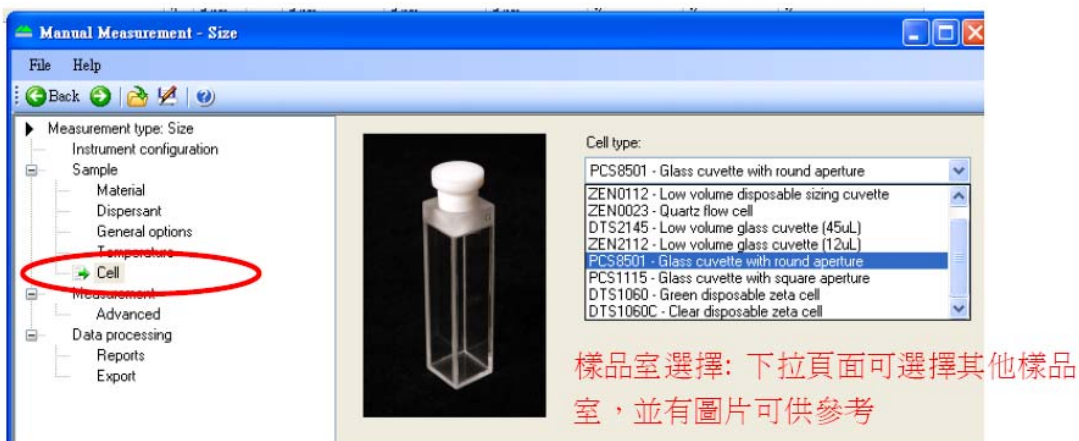 Manual Measurement - Size
File Help
Back
Measurement type: Size
Instrument configuration
Sample
Material
Dispersant
General options
Temperature
Cell
Measurement
Advanced
Data processing
Reports
Export
Cell type:
PCS8501 - Glass cuvette with round aperture
ZEN0112 - Low volume disposable sizing cuvette
ZEN0023 - Quartz flow cell
DTS2145 - Low volume glass cuvette (45uL)
ZEN2112 - Low volume glass cuvette (12uL)
PCS8501 - Glass cuvette with round aperture
PCS1115 - Glass cuvette with square aperture
DTS1060 - Green disposable zeta cell
DTS1060C - Clear disposable zeta cell
樣品室選擇: 下拉頁面可選擇其他樣品
室，並有圖片可供參考